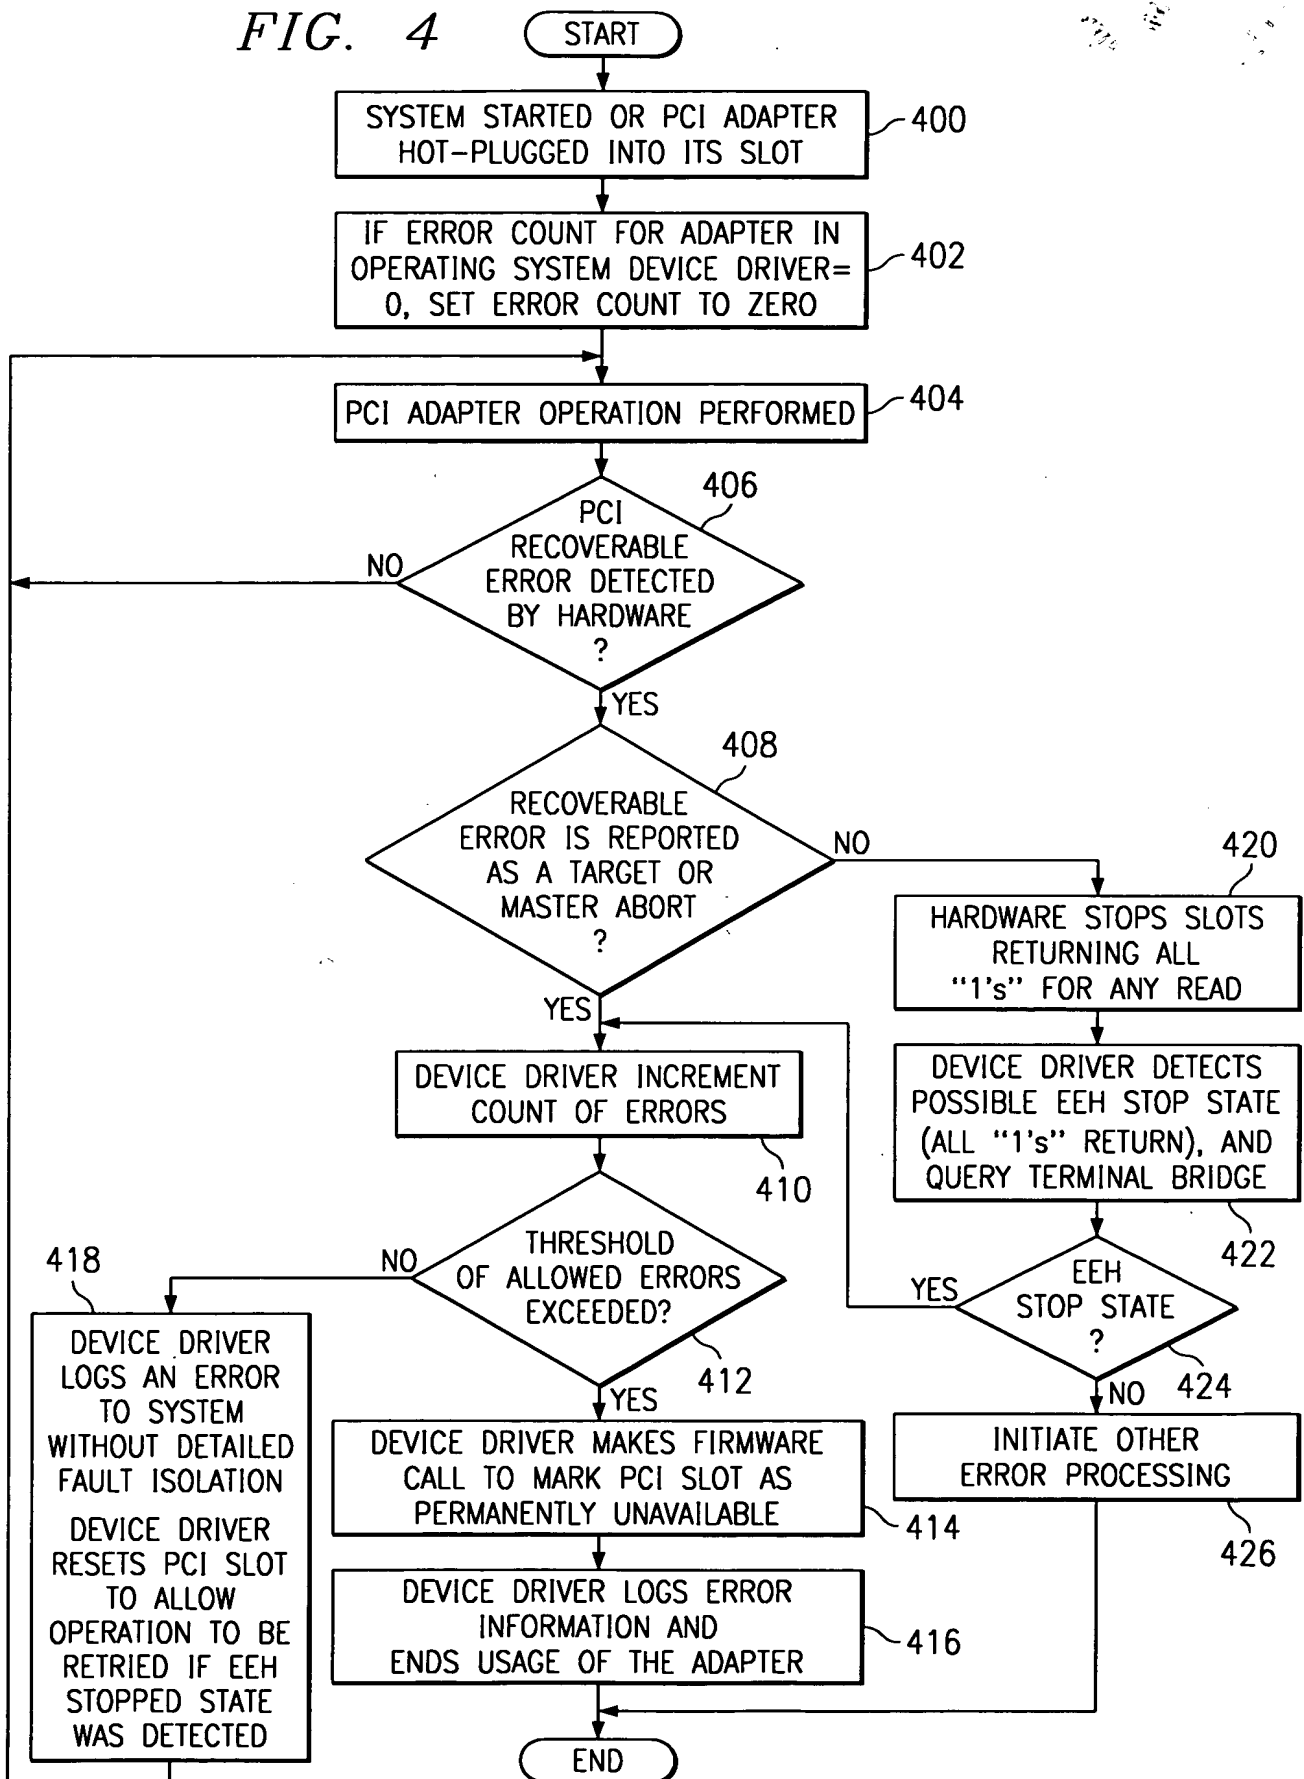 FIG. 4
START
SYSTEM STARTED OR PCI ADAPTER
HOT-PLUGGED INTO ITS SLOT
400
IF ERROR COUNT FOR ADAPTER IN
OPERATING SYSTEM DEVICE DRIVER=
0, SET ERROR COUNT TO ZERO
402
PCI ADAPTER OPERATION PERFORMED
404
406
PCI
RECOVERABLE
ERROR DETECTED
BY HARDWARE
?
NO
YES
408
RECOVERABLE
ERROR IS REPORTED
AS A TARGET OR
MASTER ABORT
?
NO
YES
420
HARDWARE STOPS SLOTS
RETURNING ALL
"1's" FOR ANY READ
DEVICE DRIVER INCREMENT
COUNT OF ERRORS
410
DEVICE DRIVER DETECTS
POSSIBLE EEH STOP STATE
(ALL "1's" RETURN), AND
QUERY TERMINAL BRIDGE
422
THRESHOLD
OF ALLOWED ERRORS
EXCEEDED?
412
NO
YES
EEH
STOP STATE
?
424
YES
NO
418
DEVICE DRIVER
LOGS AN ERROR
TO SYSTEM
WITHOUT DETAILED
FAULT ISOLATION
DEVICE DRIVER
RESETS PCI SLOT
TO ALLOW
OPERATION TO BE
RETRIED IF EEH
STOPPED STATE
WAS DETECTED
DEVICE DRIVER MAKES FIRMWARE
CALL TO MARK PCI SLOT AS
PERMANENTLY UNAVAILABLE
414
INITIATE OTHER
ERROR PROCESSING
426
DEVICE DRIVER LOGS ERROR
INFORMATION AND
ENDS USAGE OF THE ADAPTER
416
END